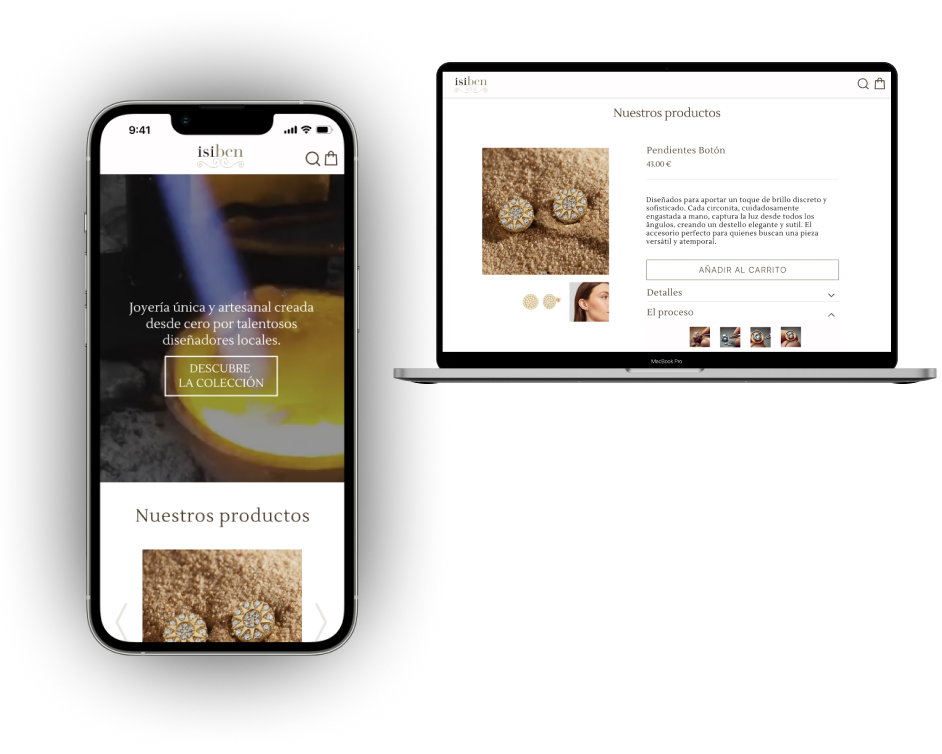 9:41
isiben
Joyería única y artesanal creada
desde cero por talentosos
diseñadores locales.
DESCUBRE
LA COLECCIÓN
Nuestros productos
isiben
Nuestros productos
Pendientes Botón
43.00 €
Diseñados para aportar un toque de brillo discreto y
sofisticado. Cada circonita, cuidadosamente
engastada a mano, captura la luz desde todos los
ángulos, creando un destello elegante y sutil. El
accesorio perfecto para quienes buscan una pieza
versátil y atemporal.
AÑADIR AL CARRITO
Detalles
El proceso
MacBook Pro